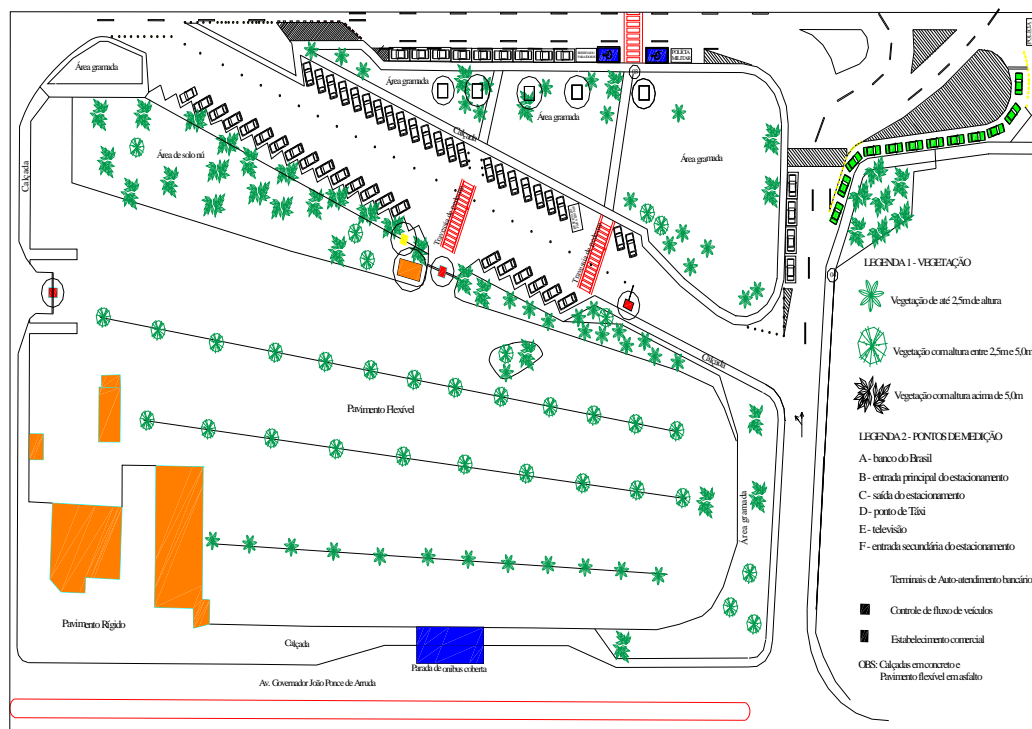 POLÍCIA
MILITAR
Área gramada
Área gramada
Área gramada
Calçada
Área gramada
Área de solo nú
Calçada
LEGENDA 1 - VEGETAÇÃO
Vegetação de até 2,5m de altura
Vegetação com altura entre 2,5m e 5,0m
Vegetação com altura acima de 5,0m
Calçada
Pavimento Flexível
LEGENDA 2 - PONTOS DE MEDIÇÃO
A - banco do Brasil
B - entrada principal do estacionamento
C - saída do estacionamento
D - ponto de Táxi
E - televisão
F - entrada secundária do estacionamento
Área gramada
Terminais de Auto-atendimento bancário
Controle de fluxo de veículos
Estabelecimento comercial
OBS: Calçadas em concreto e
Pavimento flexível em asfalto
Pavimento Rígido
Calçada
Parada de onibus coberta
Av. Governador João Ponce de Arruda